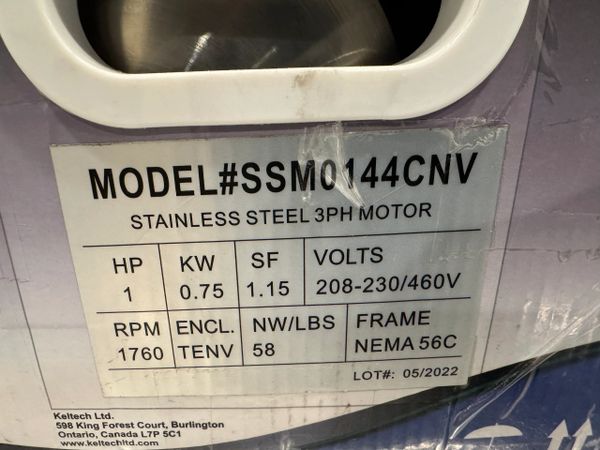 MODEL#SSM0144CNV
STAINLESS STEEL 3PH MOTOR
HP KW SF VOLTS
1 0.75 1.15 208-230/460V
RPM ENCL. NW/LBS FRAME
1760 TENV 58 NEMA 56C
LOT#: 05/2022
Keltech Ltd.
598 King Forest Court, Burlington
Ontario, Canada L7P 5C1
www.keltechltd.com